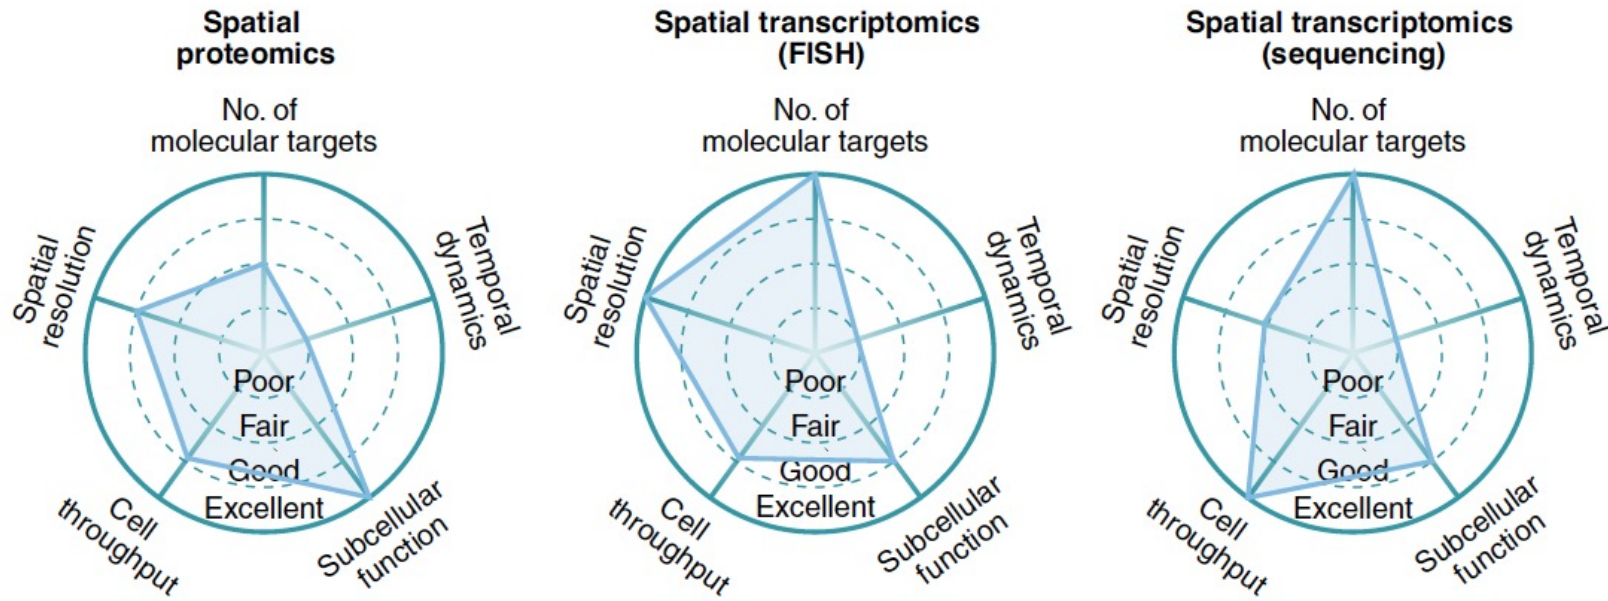 Spatial
proteomics
No. of
molecular targets
Temporal
dynamics
Spatial
resolution
Poor
Fair
Good
Excellent
Cell
throughput
Subcellular
function
Spatial transcriptomics
(FISH)
No. of
molecular targets
Temporal
dynamics
Spatial
resolution
Poor
Fair
Good
Excellent
Cell
throughput
Subcellular
function
Spatial transcriptomics
(sequencing)
No. of
molecular targets
Temporal
dynamics
Spatial
resolution
Poor
Fair
Good
Excellent
Cell
throughput
Subcellular
function